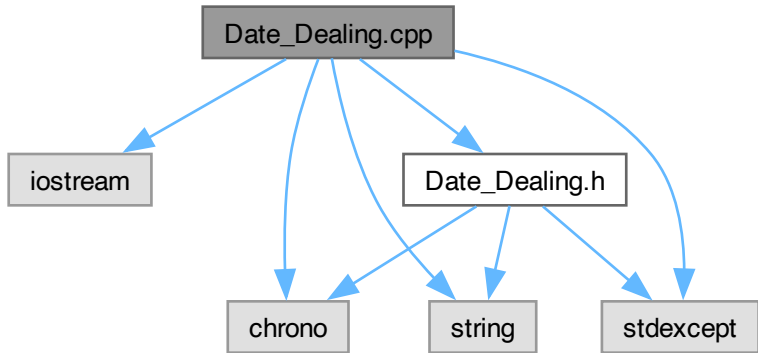 Date_Dealing.cpp
iostream
Date_Dealing.h
chrono
string
stdexcept